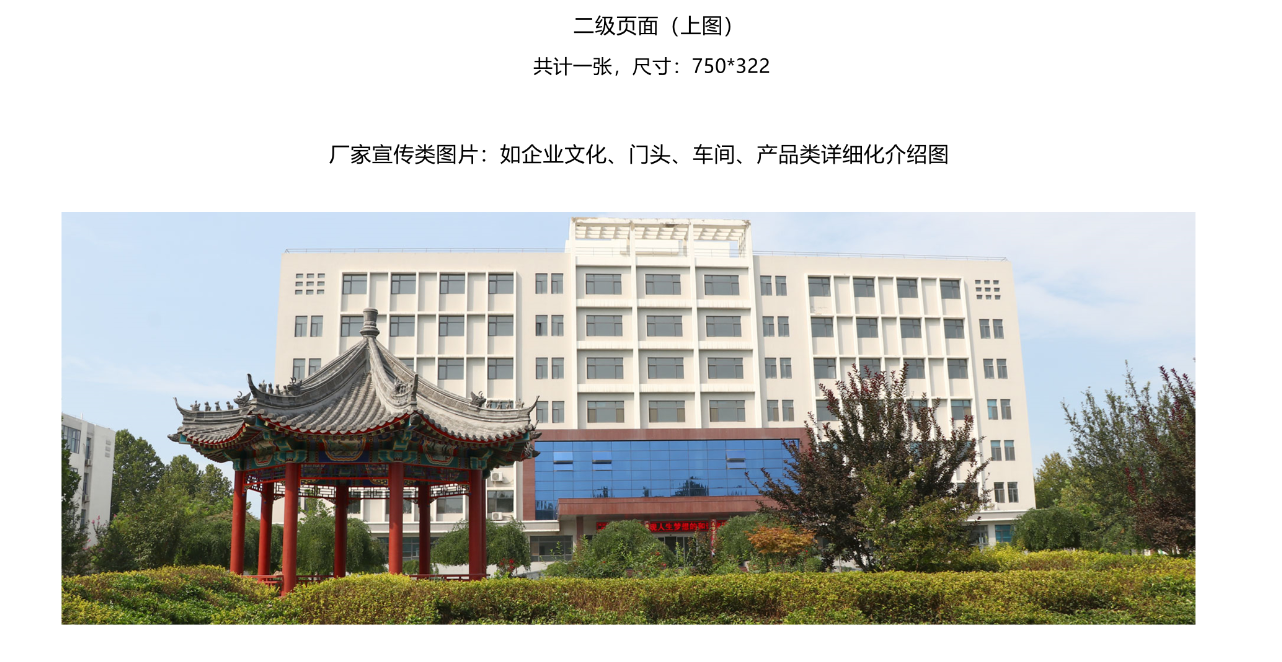 二级页面（上图）
共计一张，尺寸：750*322
厂家宣传类图片：如企业文化、门头、车间、产品类详细化介绍图